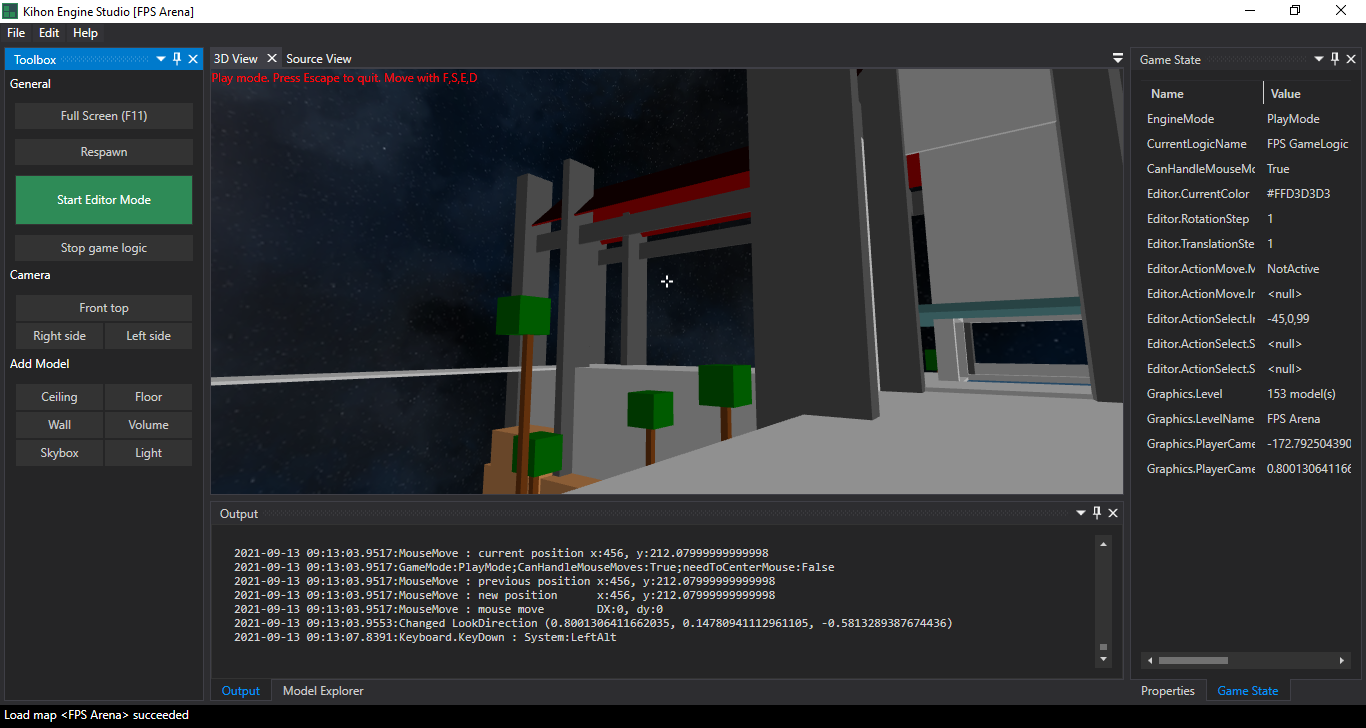 Kihon Engine Studio [FPS Arena]
File Edit Help
Toolbox
General
Full Screen (F11)
Respawn
Start Editor Mode
Stop game logic
Camera
Front top
Right side Left side
Add Model
Ceiling Floor
Wall Volume
Skybox Light
3D View Source View
Play mode. Press Escape to quit. Move with F,S,E,D
Output
2021-09-13 09:13:03.9517:MouseMove : current position x:456, y:212.07999999999998
2021-09-13 09:13:03.9517:GameMode:PlayMode;CanHandleMouseMoves:True;needToCenterMouse:False
2021-09-13 09:13:03.9517:MouseMove : previous position x:456, y:212.07999999999998
2021-09-13 09:13:03.9517:MouseMove : new position x:456, y:212.07999999999998
2021-09-13 09:13:03.9517:MouseMove : mouse move DX:0, dy:0
2021-09-13 09:13:03.9553:Changed LookDirection (0.8001306411662035, 0.14780941112961105, -0.5813289387674436)
2021-09-13 09:13:07.8391:Keyboard.KeyDown : System:LeftAlt
Output Model Explorer
Game State
Name Value
EngineMode PlayMode
CurrentLogicName FPS GameLogic
CanHandleMouseMo True
Editor.CurrentColor #FFD3D3D3
Editor.RotationStep 1
Editor.TranslationSte 1
Editor.ActionMove.M NotActive
Editor.ActionMove.Ir <null>
Editor.ActionSelect.Ir -45,0,99
Editor.ActionSelect.S <null>
Editor.ActionSelect.S <null>
Graphics.Level 153 model(s)
Graphics.LevelName FPS Arena
Graphics.PlayerCame -172.792504390
Graphics.PlayerCame 0.800130641166
Properties Game State
Load map <FPS Arena> succeeded